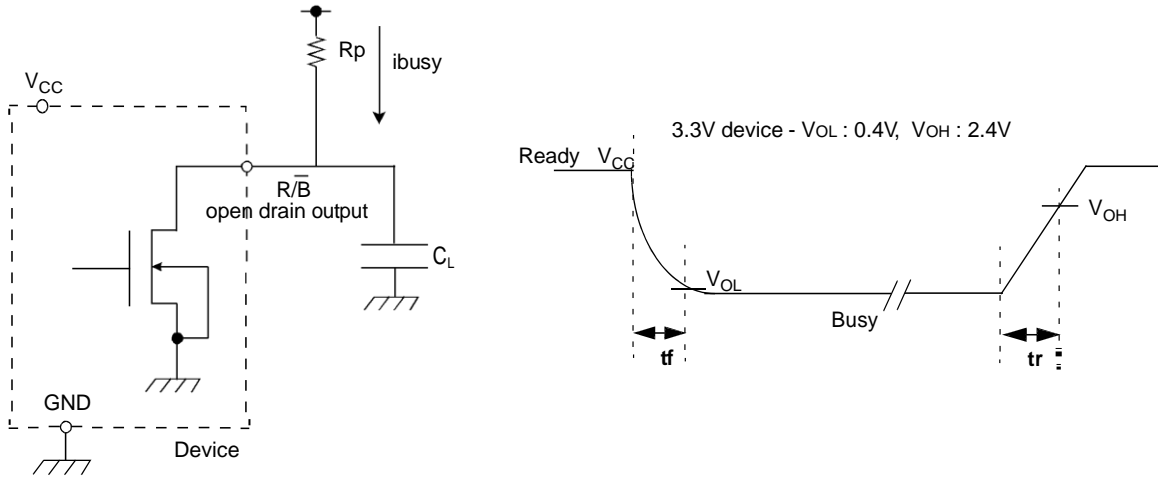 Rp
ibusy
VCC
R/B̅
open drain output
CL
GND
Device
3.3V device - VOL : 0.4V, VOH : 2.4V
Ready VCC
VOH
VOL
Busy
tf
tr